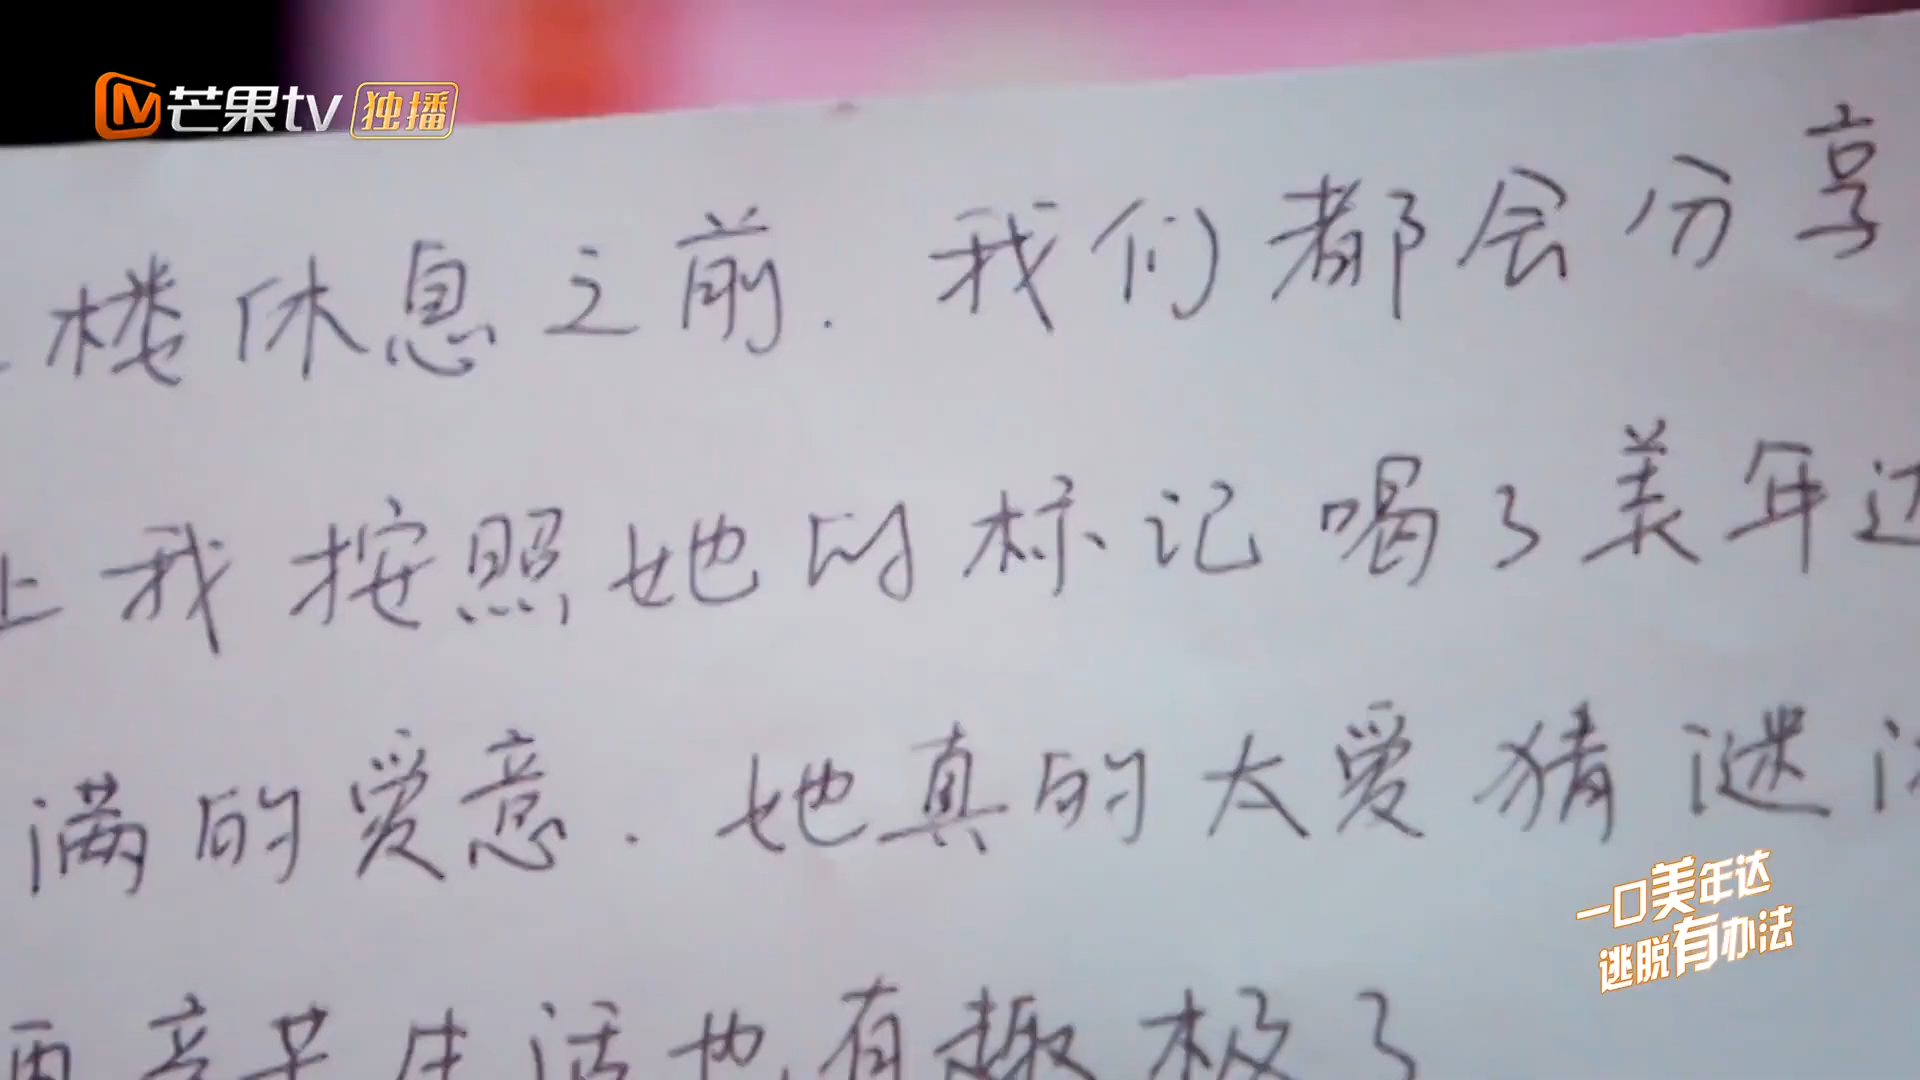 芒果tv 独播
楼休息之前.我们都会分享
上我按照她的标记喝了美年达
满的爱意.她真的太爱猜谜
生活也有趣极了
一口美年达
逃脱有办法